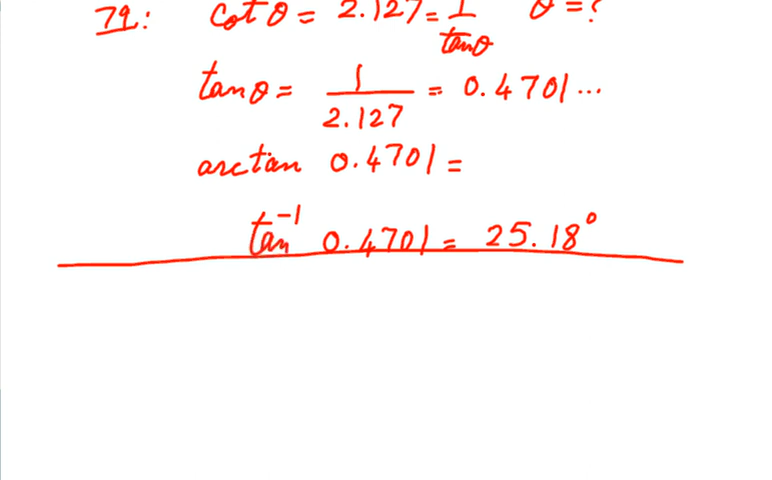 79: cot θ = 2.127 = 1/tanθ θ = ?
tan θ = 1/2.127 = 0.4701...
arctan 0.4701 =
tan⁻¹ 0.4701 = 25.18°